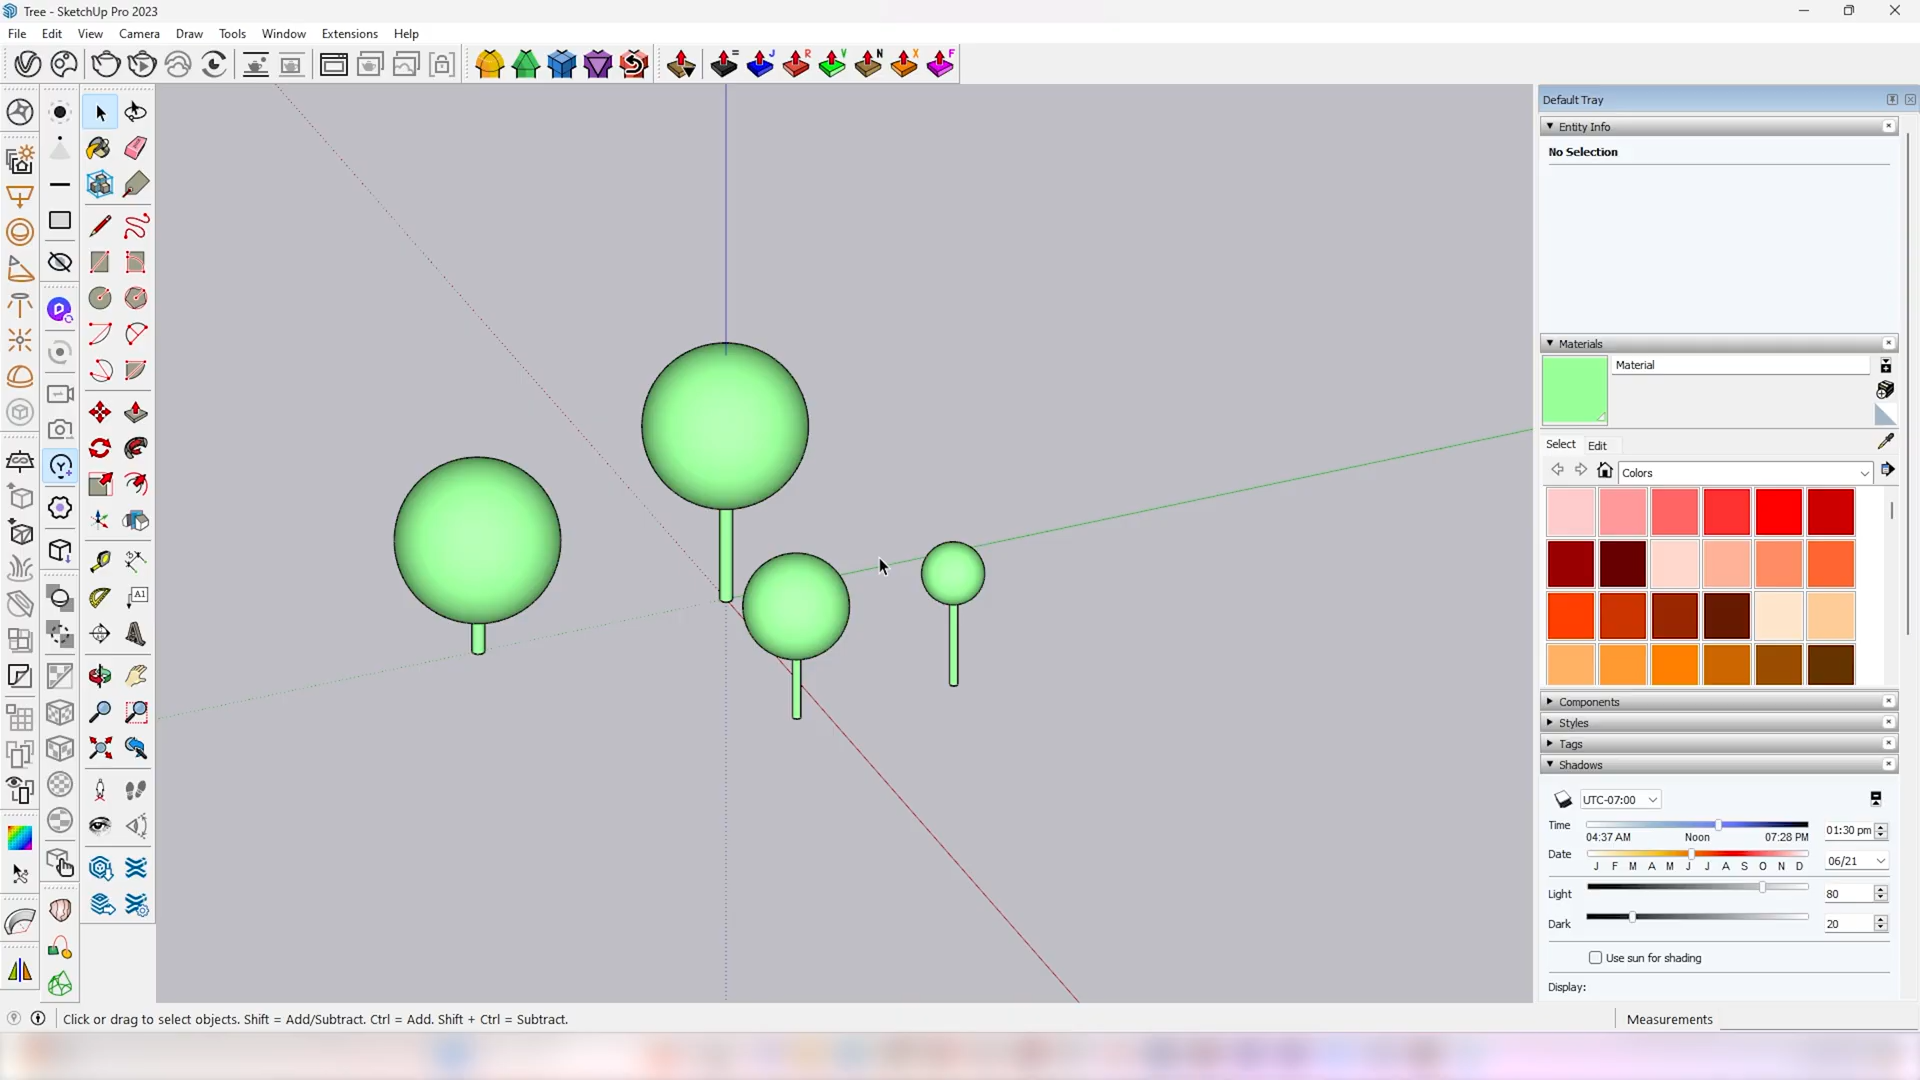 Tree - SketchUp Pro 2023
File Edit View Camera Draw Tools Window Extensions Help
= J R V N X F
Default Tray
Entity Info
No Selection
Materials
Material
Select Edit
Colors
A1
Components
Styles
Tags
Shadows
UTC-07:00
Time 04:37 AM Noon 07:28 PM 01:30 pm
Date J F M A M J J A S O N D 06/21
Light 80
Dark 20
Use sun for shading
Display:
Click or drag to select objects. Shift = Add/Subtract. Ctrl = Add. Shift + Ctrl = Subtract.
Measurements